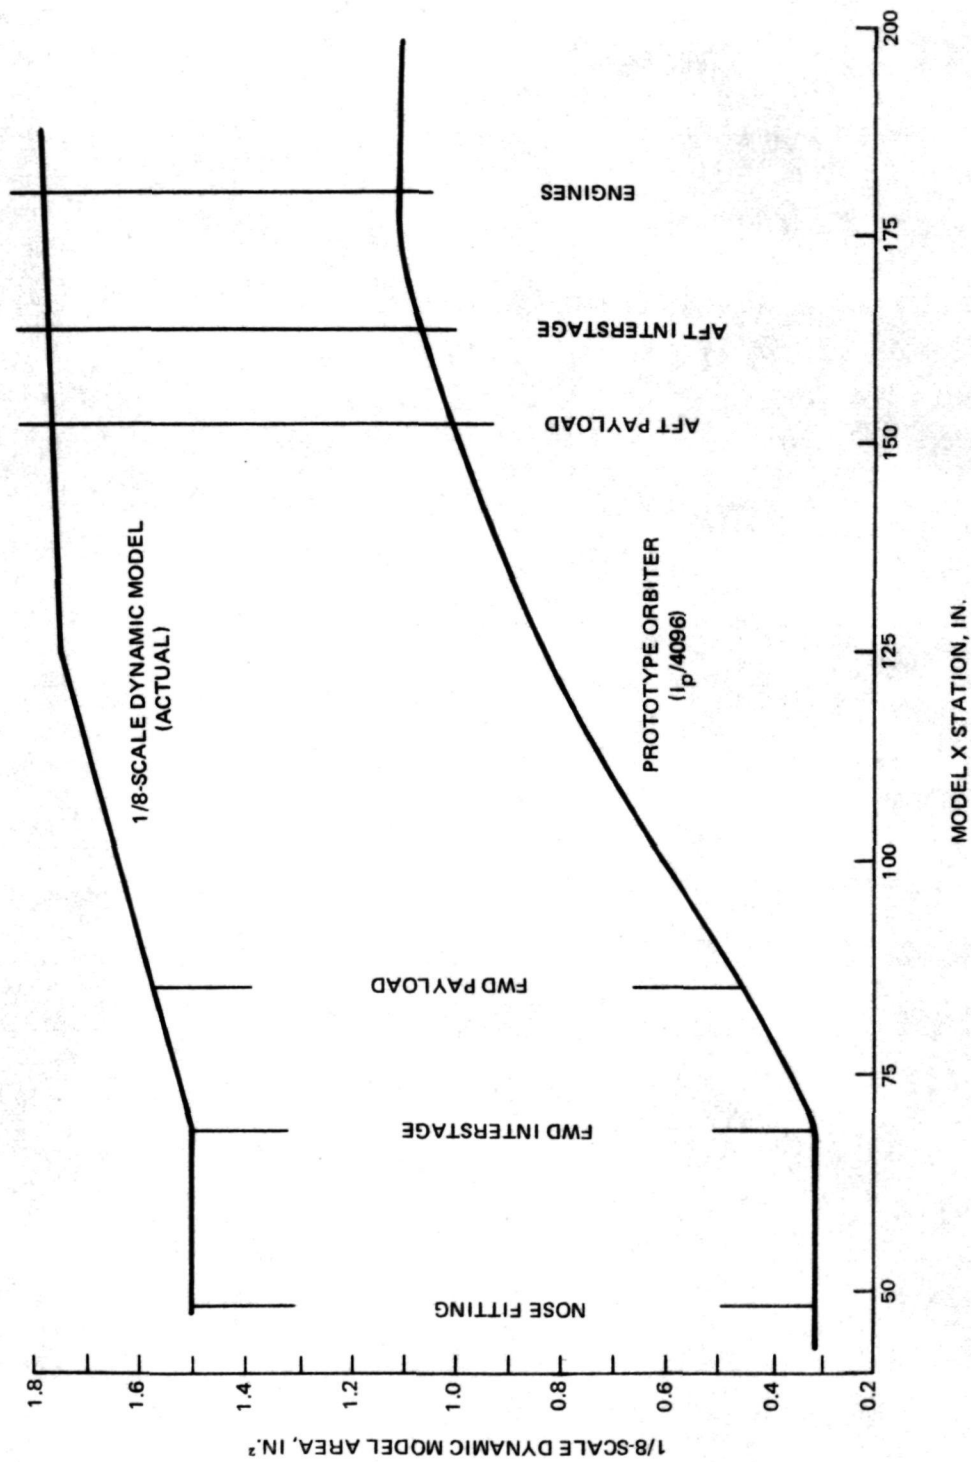 1/8-SCALE DYNAMIC MODEL AREA, IN.²
1.8
1.6
1.4
1.2
1.0
0.8
0.6
0.4
0.2
1/8-SCALE DYNAMIC MODEL
(ACTUAL)
PROTOTYPE ORBITER
(Ip/4096)
NOSE FITTING
FWD INTERSTAGE
FWD PAYLOAD
AFT PAYLOAD
AFT INTERSTAGE
ENGINES
50
75
100
125
150
175
200
MODEL X STATION, IN.